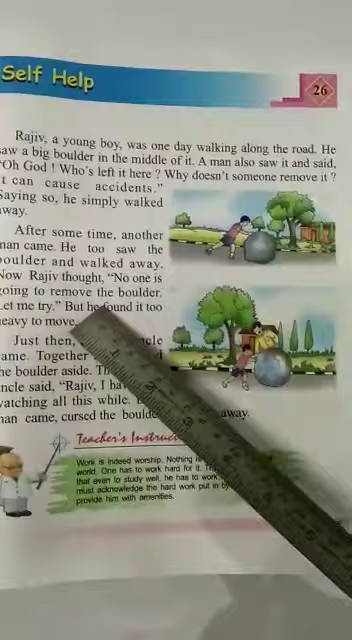 Self Help
26
Rajiv, a young boy, was one day walking along the road. He
saw a big boulder in the middle of it. A man also saw it and said,
"Oh God ! Who's left it here ? Why doesn't someone remove it ?
t can cause accidents."
Saying so, he simply walked
way.
After some time, another
man came. He too saw the
boulder and walked away.
Now Rajiv thought, "No one is
going to remove the boulder.
Let me try." But he found it too
eavy to move.
Just then,
ame. Together
he boulder aside.
ncle said, "Rajiv, I
watching all this while.
man came, cursed the away.
Teacher's
Work is indeed worship. Nothing
world. One has to work hard for it.
that even to study well, he has to work
must acknowledge the hard work put in
provide him with amenities.